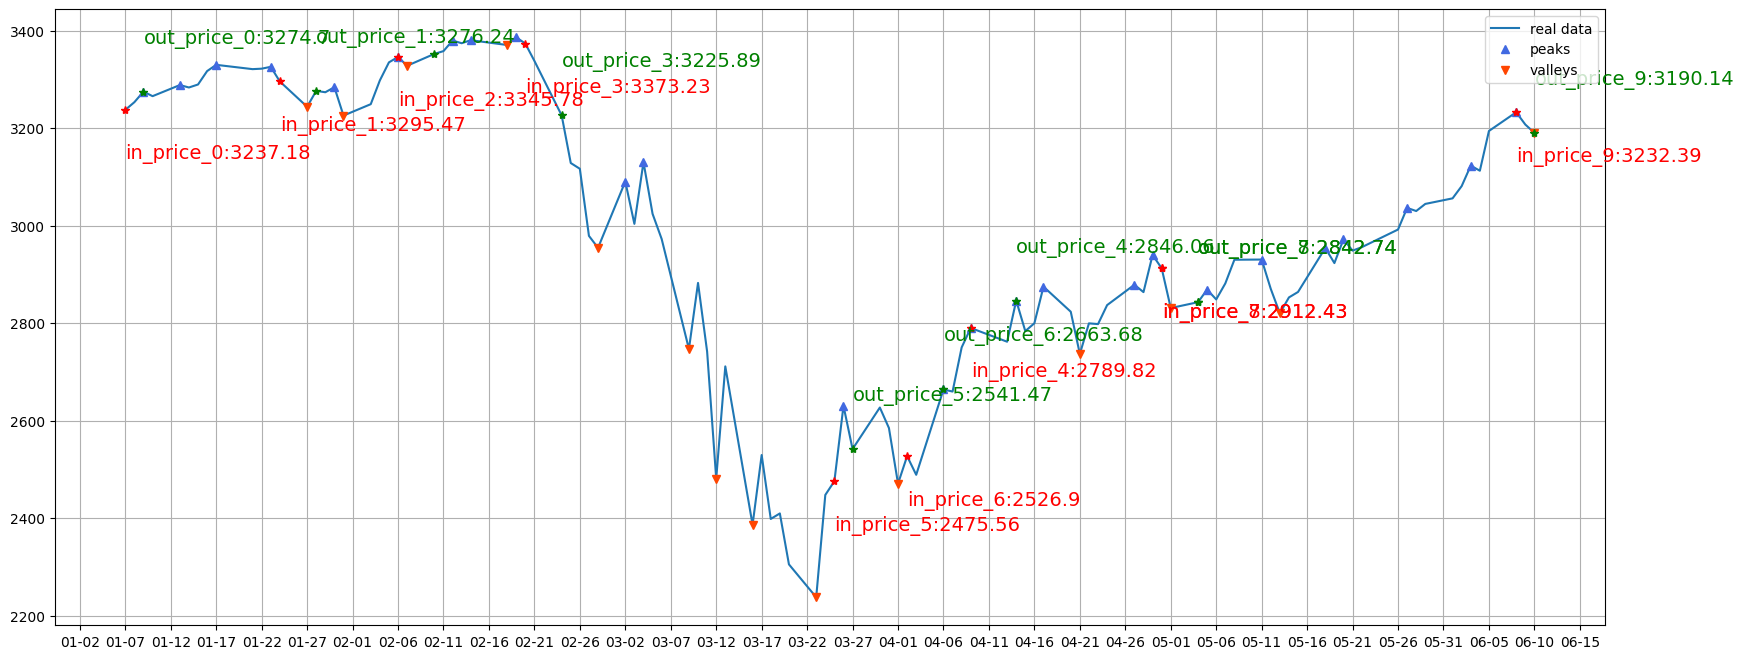 3400
3200
3000
2800
2600
2400
2200
real data
peaks
valleys
out_price_0:3274.7
out_price_1:3276.24
out_price_3:3225.89
out_price_9:3190.14
in_price_3:3373.23
in_price_2:3345.78
in_price_1:3295.47
in_price_0:3237.18
in_price_9:3232.39
out_price_4:2846.06
out_price_8:2842.74
in_price_8:2912.43
out_price_6:2663.68
in_price_4:2789.82
out_price_5:2541.47
in_price_6:2526.9
in_price_5:2475.56
01-02 01-07 01-12 01-17 01-22 01-27 02-01 02-06 02-11 02-16 02-21 02-26 03-02 03-07 03-12 03-17 03-22 03-27 04-01 04-06 04-11 04-16 04-21 04-26 05-01 05-06 05-11 05-16 05-21 05-26 05-31 06-05 06-10 06-15